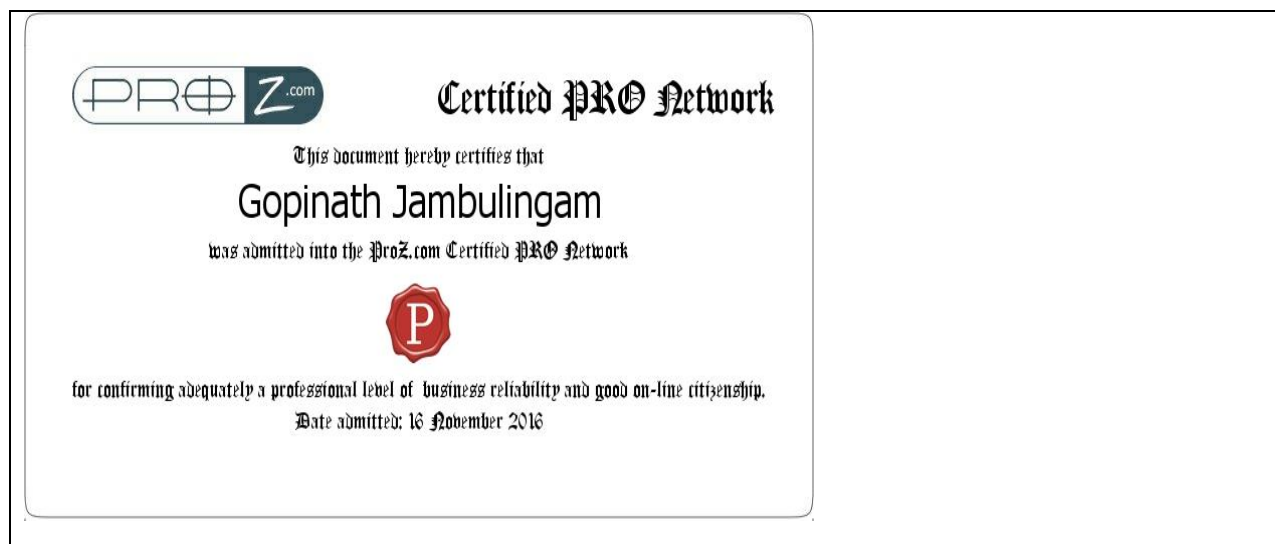 PROZ.com
Certified PRO Network
This document hereby certifies that
Gopinath Jambulingam
was admitted into the ProZ.com Certified PRO Network
P
for confirming adequately a professional level of business reliability and good on-line citizenship.
Date admitted: 16 November 2016